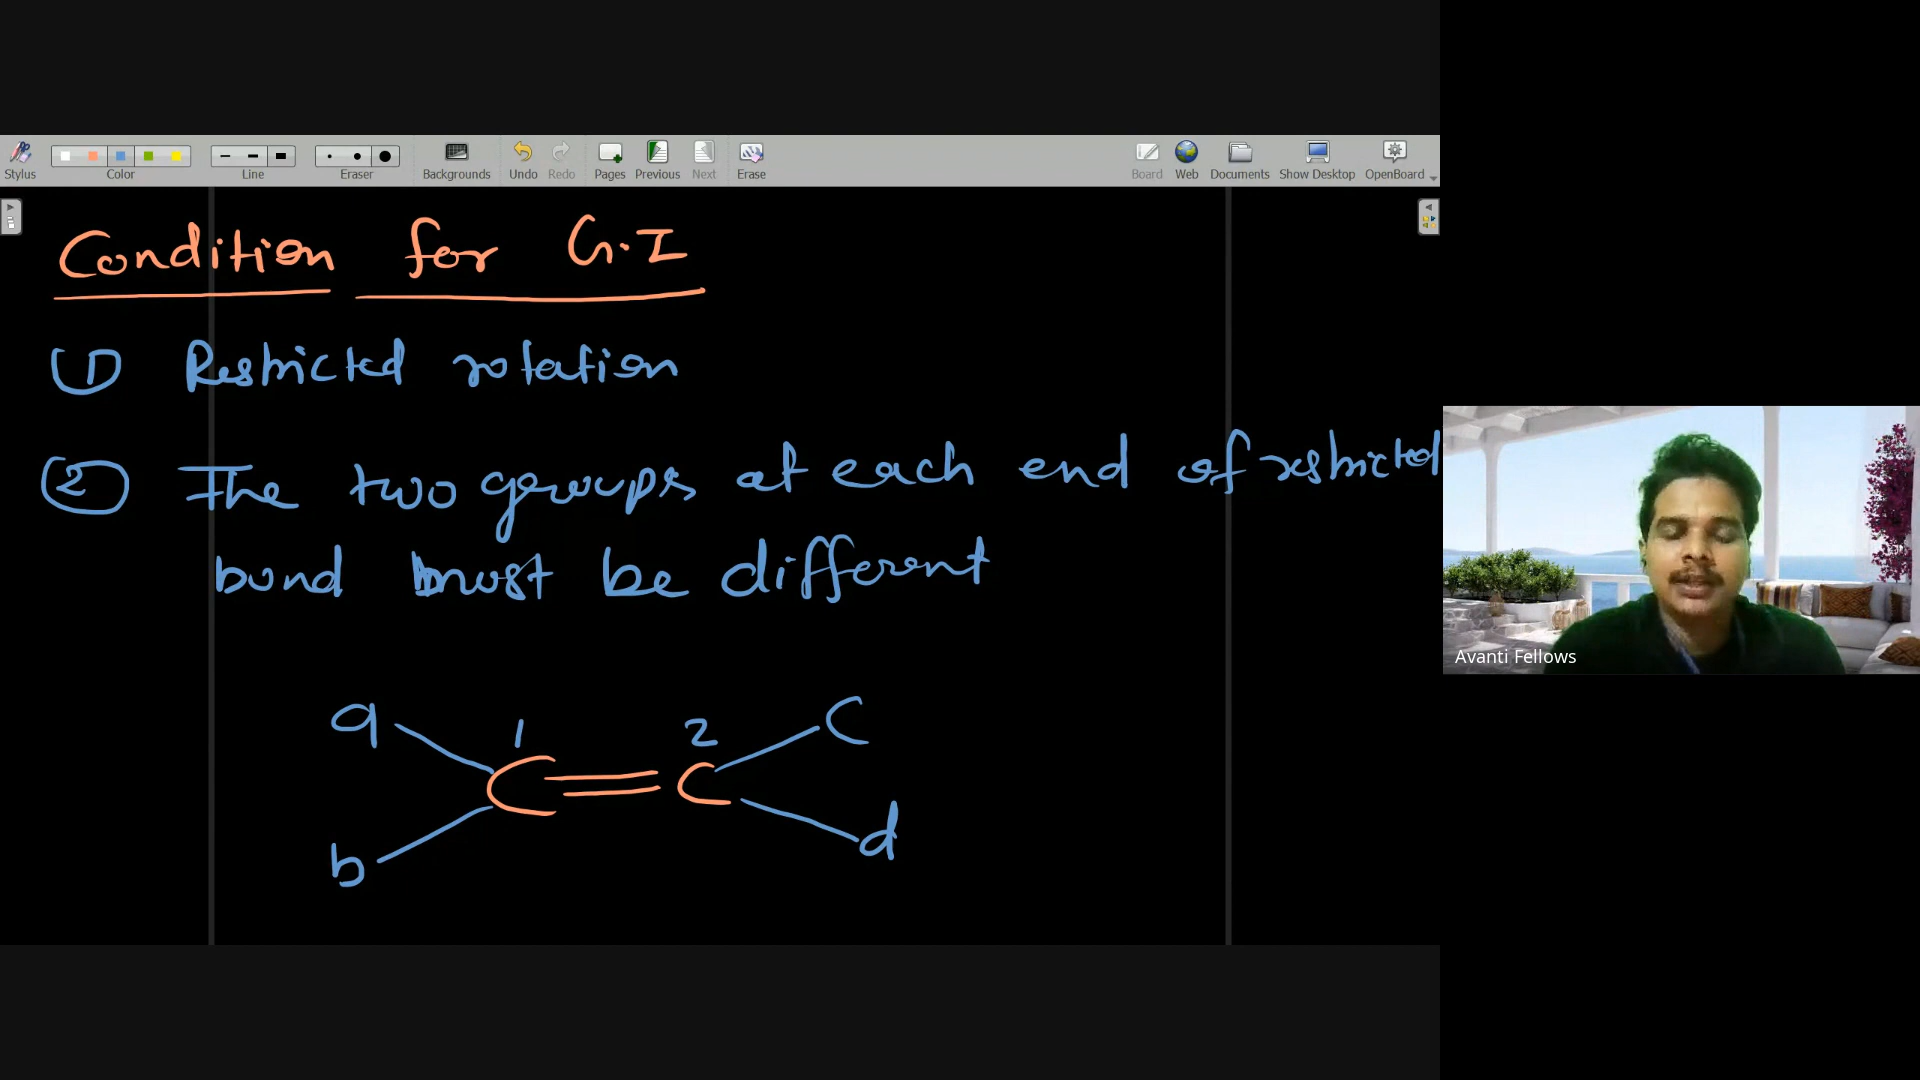 Stylus Color Line Eraser Backgrounds Undo Redo Pages Previous Next Erase Board Web Documents Show Desktop OpenBoard
Condition for G.I
1 Restricted rotation
2 The two groups at each end of restricted
bond must be different
a 1 2 c
C = C
b d
Avanti Fellows